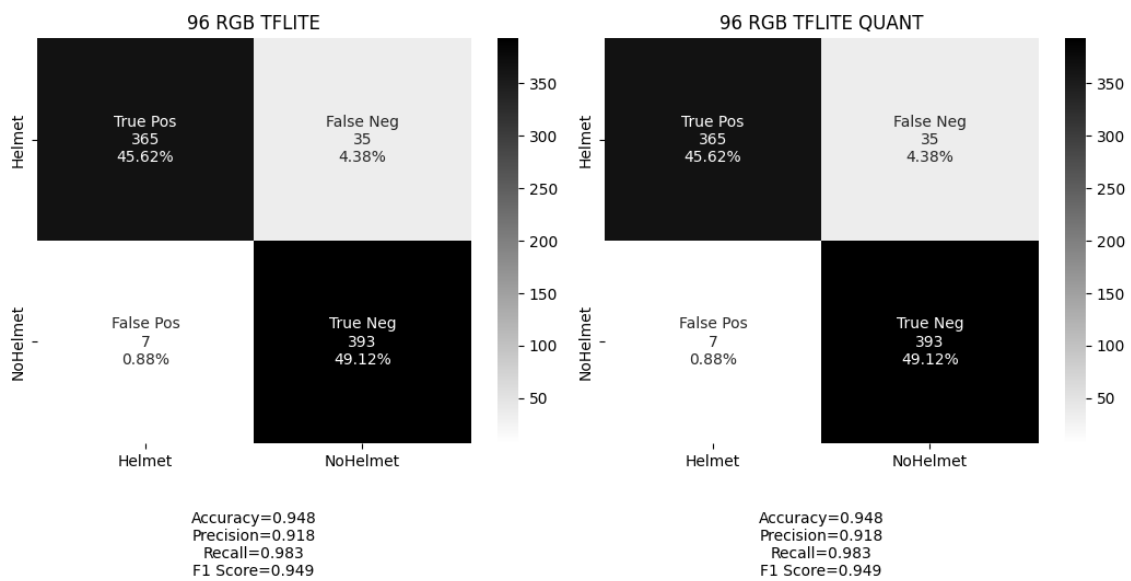 96 RGB TFLITE
Helmet
NoHelmet
True Pos
365
45.62%
False Neg
35
4.38%
False Pos
7
0.88%
True Neg
393
49.12%
Helmet
NoHelmet
350
300
250
200
150
100
50
Accuracy=0.948
Precision=0.918
Recall=0.983
F1 Score=0.949
96 RGB TFLITE QUANT
Helmet
NoHelmet
True Pos
365
45.62%
False Neg
35
4.38%
False Pos
7
0.88%
True Neg
393
49.12%
Helmet
NoHelmet
350
300
250
200
150
100
50
Accuracy=0.948
Precision=0.918
Recall=0.983
F1 Score=0.949